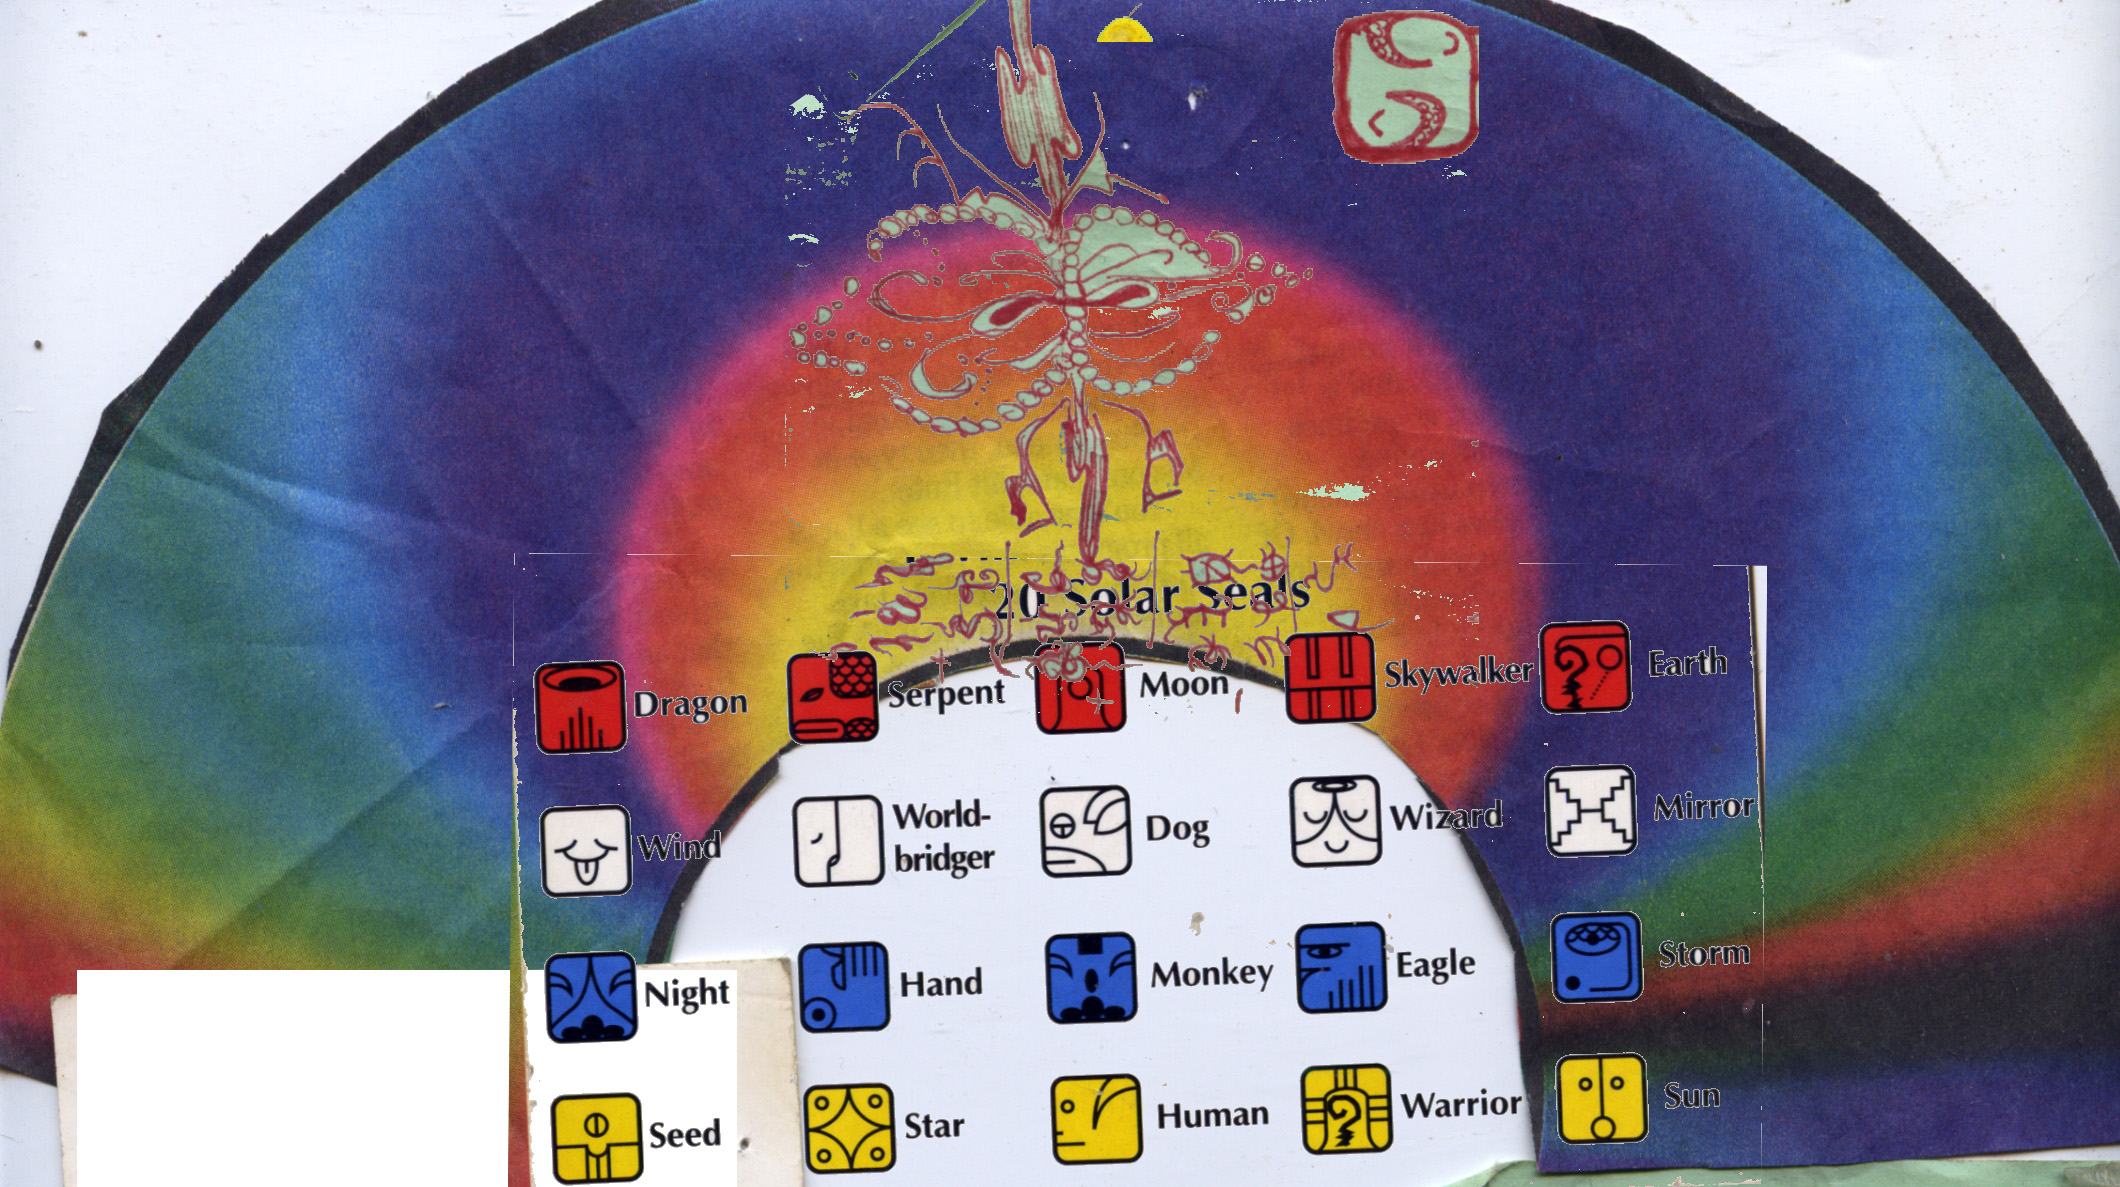 20 Solar Seals
Dragon
Serpent
Moon
Skywalker
Earth
Wind
World-
bridger
Dog
Wizard
Mirror
Night
Hand
Monkey
Eagle
Storm
Seed
Star
Human
Warrior
Sun